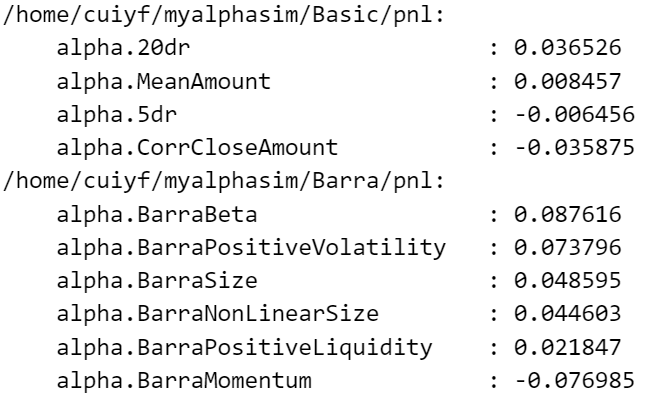 /home/cuiyf/myalphasim/Basic/pnl:
alpha.20dr : 0.036526
alpha.MeanAmount : 0.008457
alpha.5dr : -0.006456
alpha.CorrCloseAmount : -0.035875
/home/cuiyf/myalphasim/Barra/pnl:
alpha.BarraBeta : 0.087616
alpha.BarraPositiveVolatility : 0.073796
alpha.BarraSize : 0.048595
alpha.BarraNonLinearSize : 0.044603
alpha.BarraPositiveLiquidity : 0.021847
alpha.BarraMomentum : -0.076985